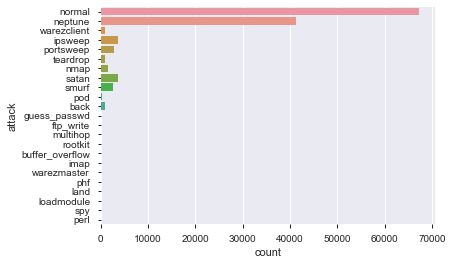 normal
neptune
warezclient
ipsweep
portsweep
teardrop
nmap
satan
smurf
pod
back
guess_passwd
ftp_write
multihop
rootkit
buffer_overflow
imap
warezmaster
phf
land
loadmodule
spy
perl
attack
0 10000 20000 30000 40000 50000 60000 70000
count